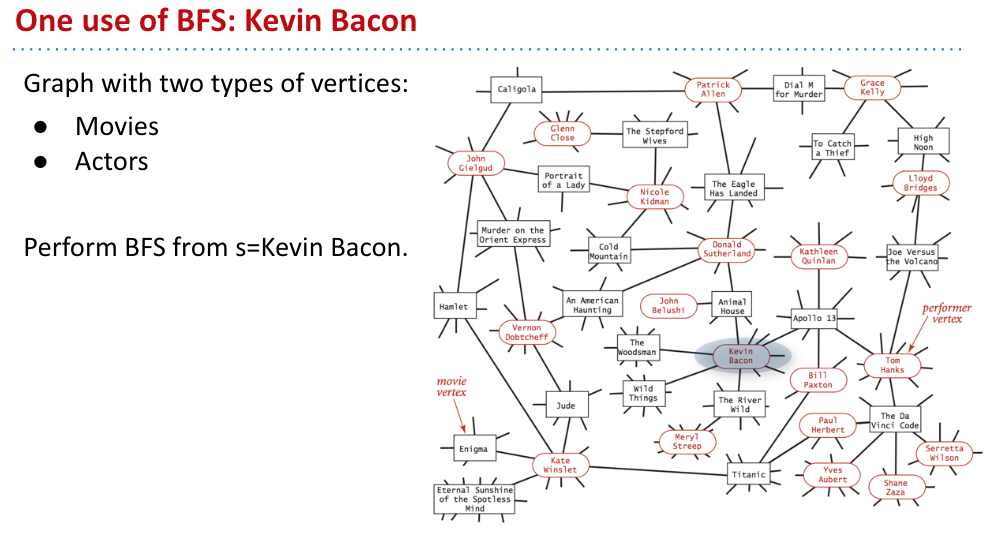 One use of BFS: Kevin Bacon
Graph with two types of vertices:
● Movies
● Actors
Perform BFS from s=Kevin Bacon.
Caligola
Patrick
Allen
Dial M
for Murder
Grace
Kelly
Glenn
Close
The Stepford
Wives
To Catch
a Thief
High
Noon
John
Gielgud
Portrait
of a Lady
Nicole
Kidman
The Eagle
Has Landed
Lloyd
Bridges
Murder on the
Orient Express
Cold
Mountain
Donald
Sutherland
Kathleen
Quinlan
Joe Versus
the Volcano
Hamlet
An American
Haunting
John
Belushi
Animal
House
Apollo 13
performer
vertex
Vernon
Dobtcheff
The
Woodsman
Kevin
Bacon
Tom
Hanks
Bill
Paxton
movie
vertex
Wild
Things
The River
Wild
Jude
Paul
Herbert
The Da
Vinci Code
Meryl
Streep
Enigma
Kate
Winslet
Titanic
Yves
Aubert
Serretta
Wilson
Shane
Zaza
Eternal Sunshine
of the Spotless
Mind